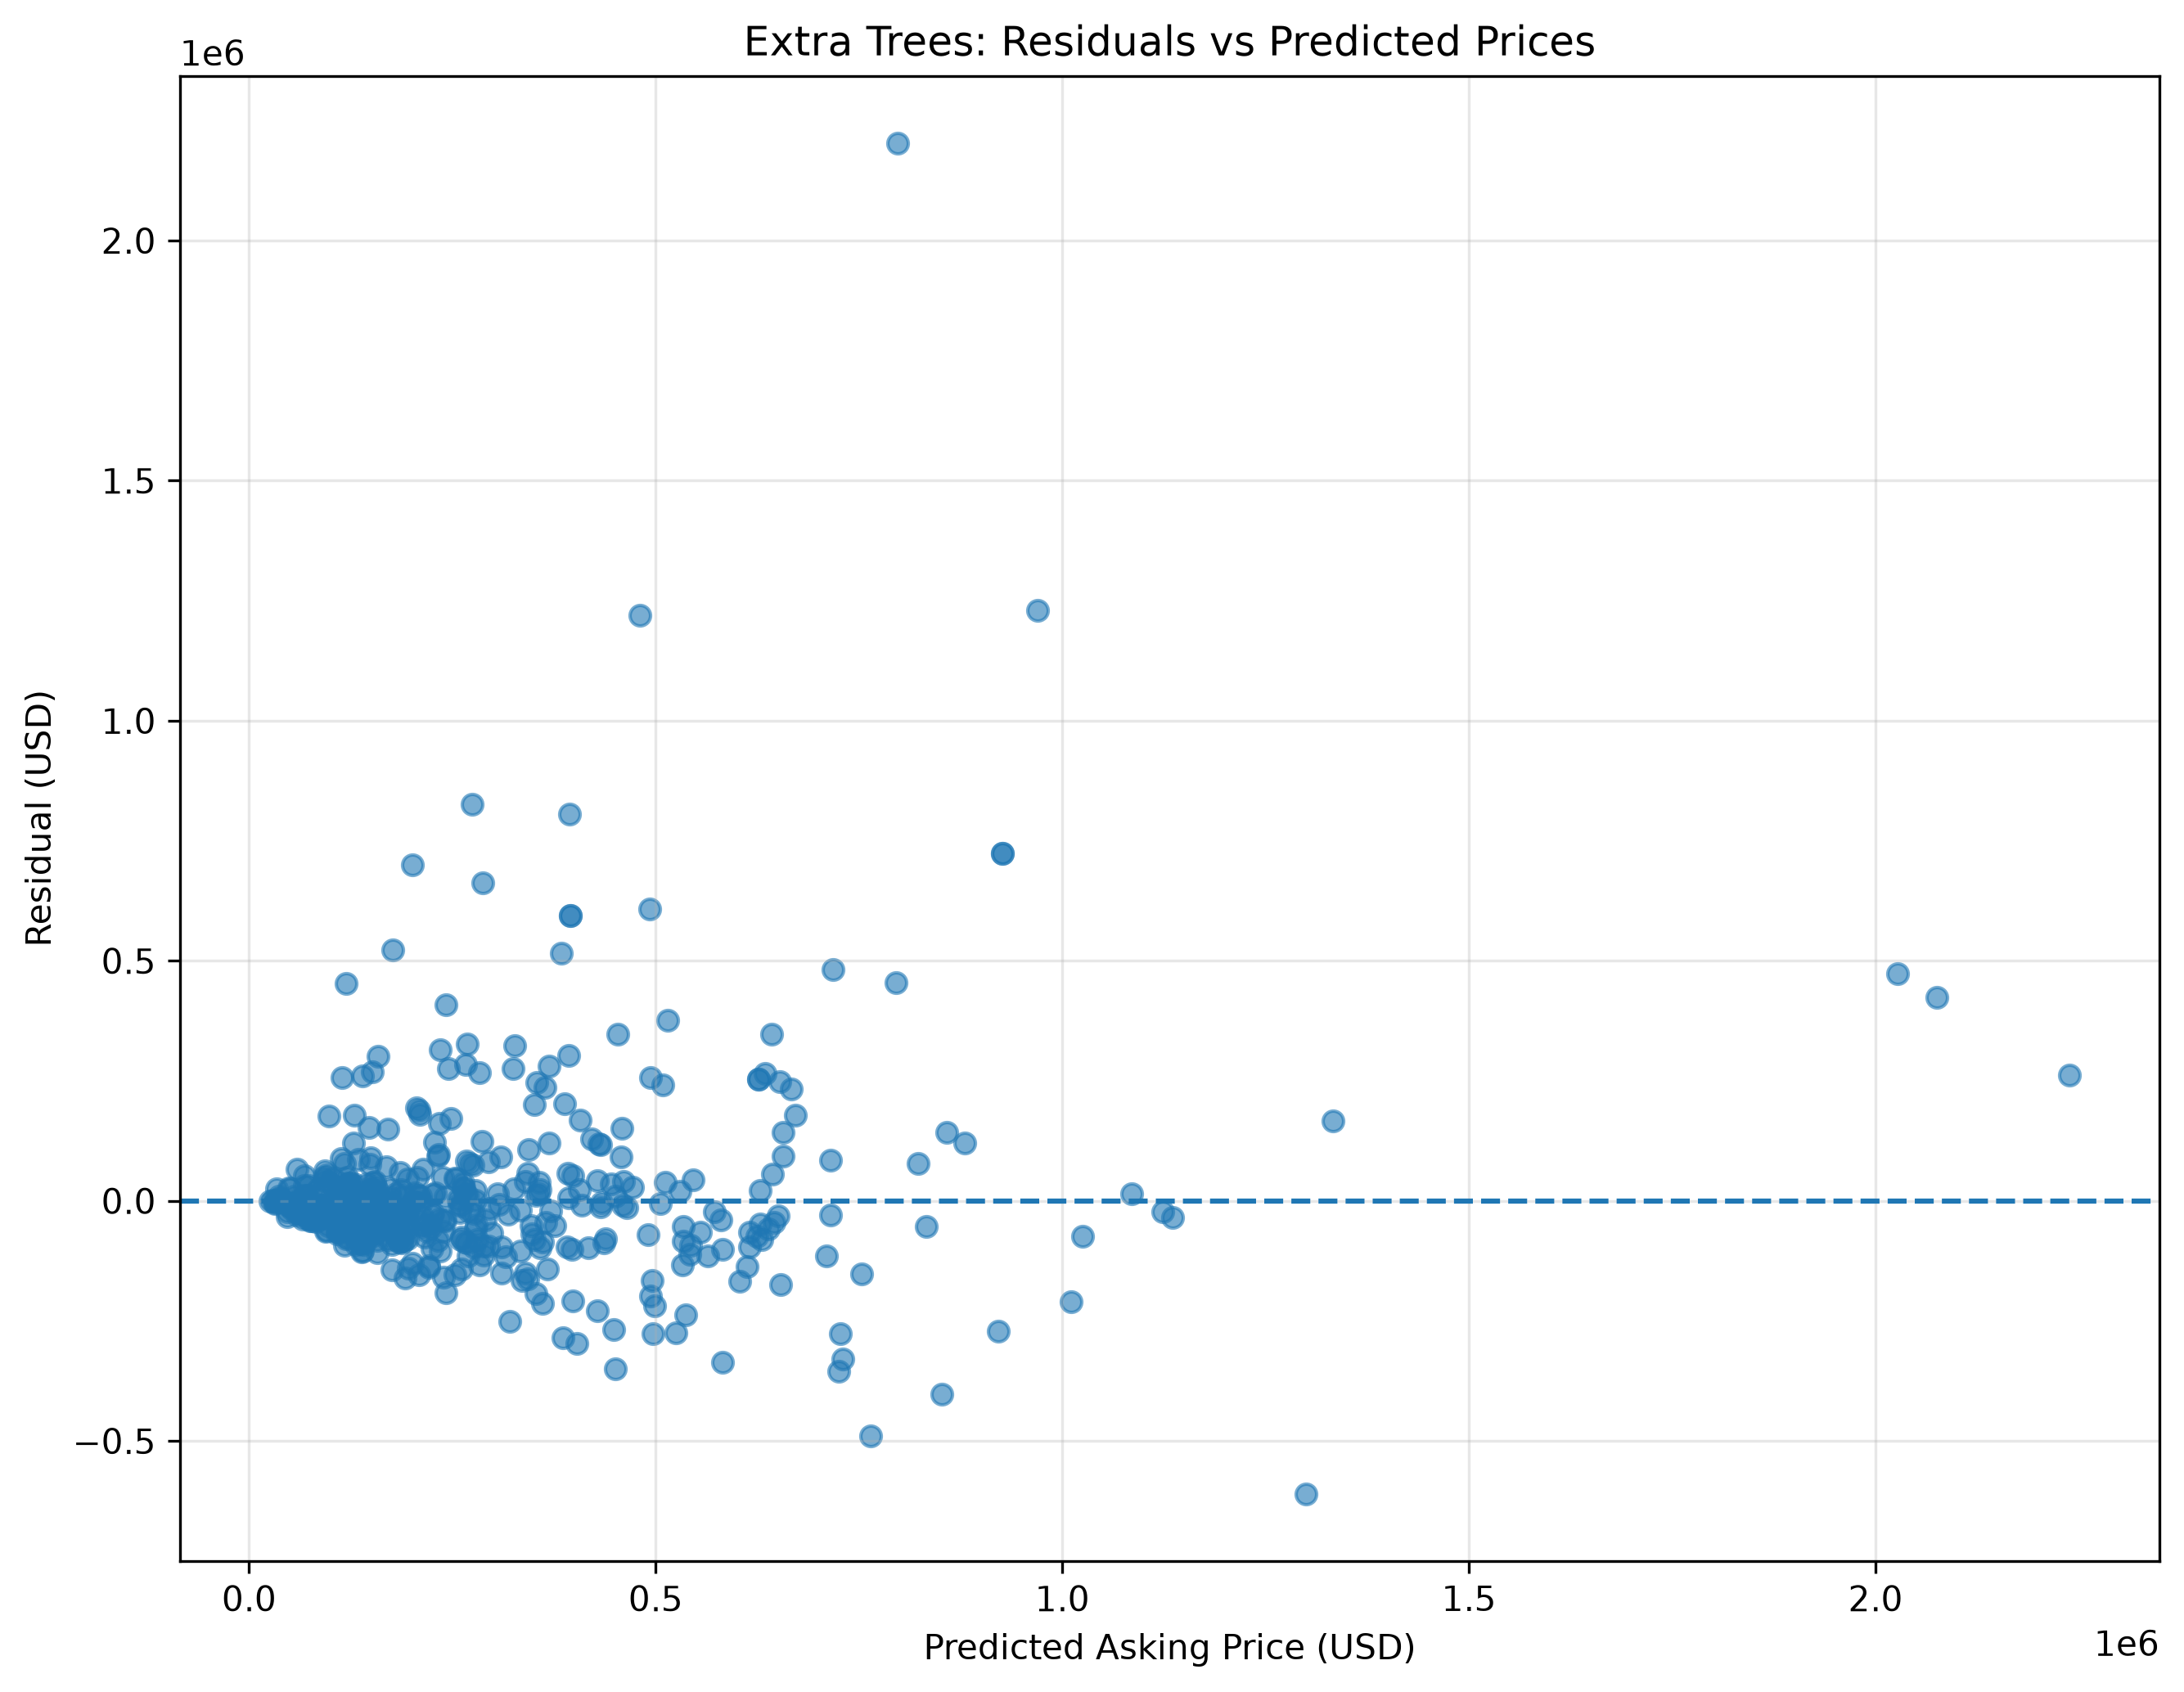 Extra Trees: Residuals vs Predicted Prices
1e6
2.0
1.5
1.0
0.5
0.0
−0.5
Residual (USD)
0.0 0.5 1.0 1.5 2.0
Predicted Asking Price (USD)
1e6